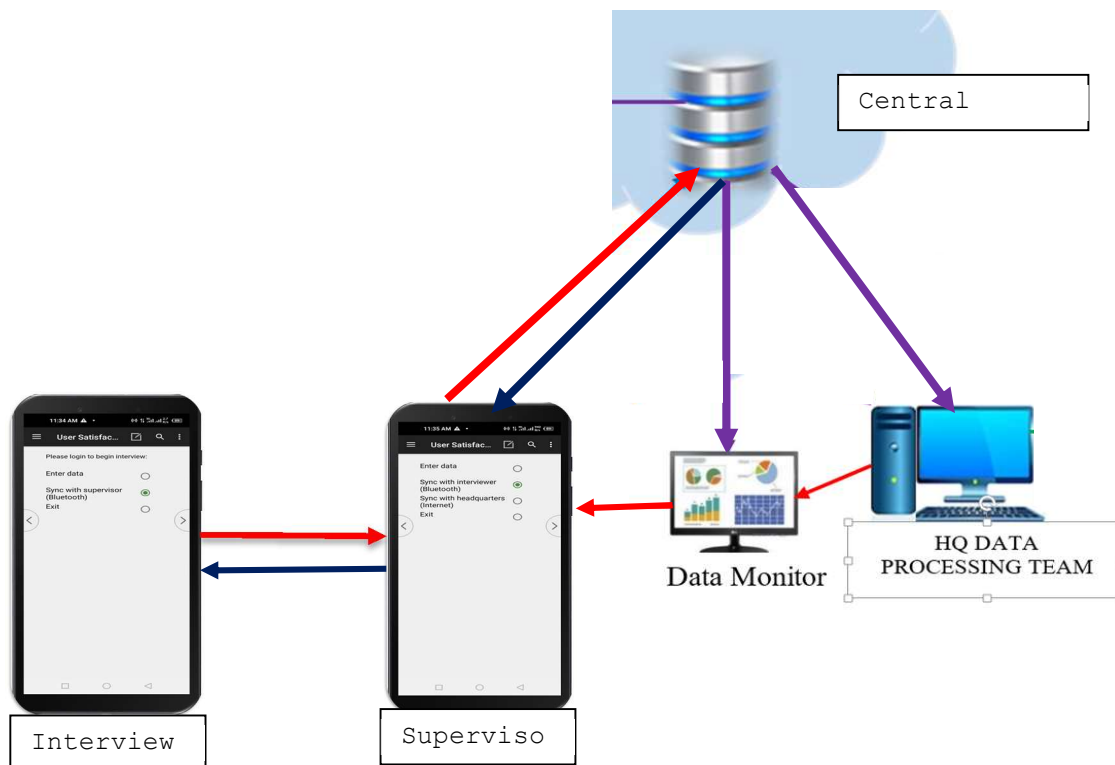 Central
11:34 AM
User Satisfac...
Please login to begin interview:
Enter data
Sync with supervisor
(Bluetooth)
Exit
11:35 AM
User Satisfac...
Enter data
Sync with interviewer
(Bluetooth)
Sync with headquarters
(Internet)
Exit
Data Monitor
HQ DATA
PROCESSING TEAM
Interview
Superviso